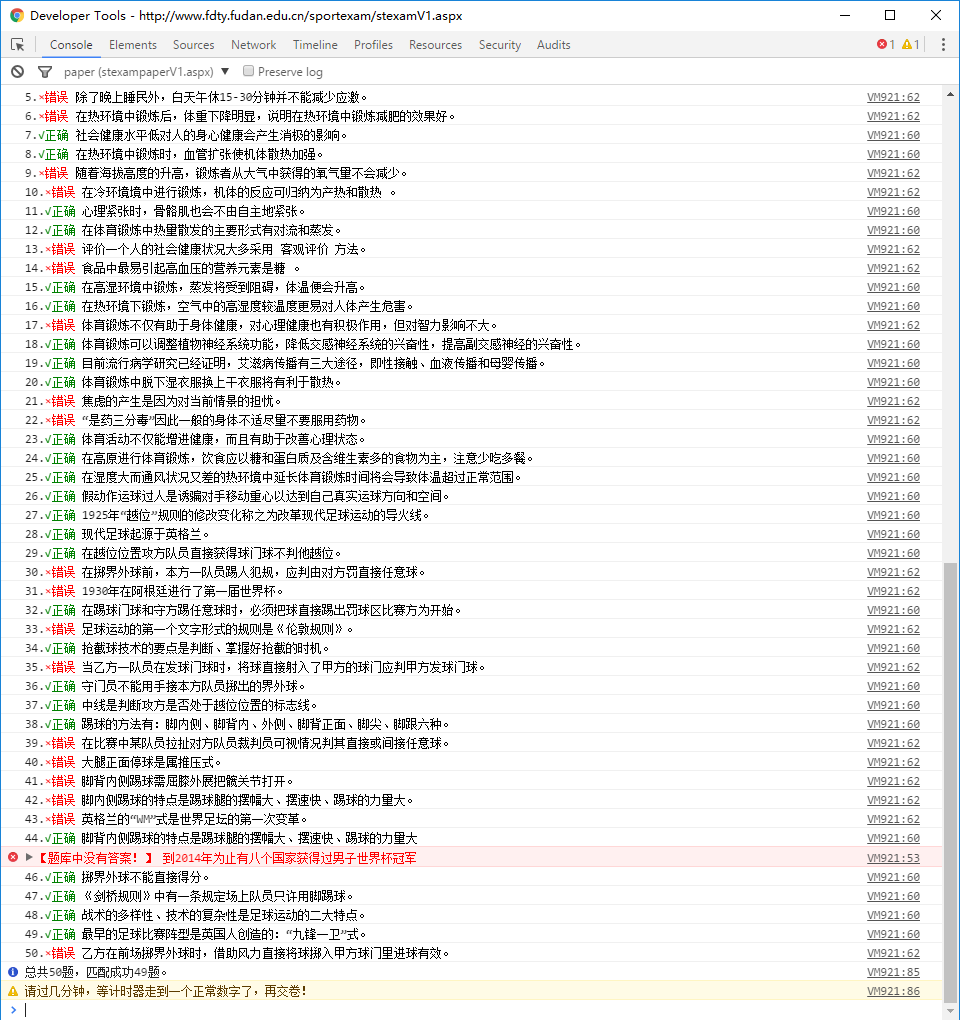 Developer Tools - http://www.fdty.fudan.edu.cn/sportexam/stexamV1.aspx
Console Elements Sources Network Timeline Profiles Resources Security Audits 1 1
paper (stexampaperV1.aspx) ▼ Preserve log
5.×错误 除了晚上睡民外，白天午休15-30分钟并不能减少应激。 VM921:62
6.×错误 在热环境中锻炼后，体重下降明显，说明在热环境中锻炼减肥的效果好。 VM921:62
7.√正确 社会健康水平低对人的身心健康会产生消极的影响。 VM921:60
8.√正确 在热环境中锻炼时，血管扩张使机体散热加强。 VM921:60
9.×错误 随着海拔高度的升高，锻炼者从大气中获得的氧气量不会减少。 VM921:62
10.×错误 在冷环境境中进行锻炼，机体的反应可归纳为产热和散热 。 VM921:62
11.√正确 心理紧张时，骨骼肌也会不由自主地紧张。 VM921:60
12.√正确 在体育锻炼中热量散发的主要形式有对流和蒸发。 VM921:60
13.×错误 评价一个人的社会健康状况大多采用 客观评价 方法。 VM921:62
14.×错误 食品中最易引起高血压的营养元素是糖 。 VM921:62
15.√正确 在高湿环境中锻炼，蒸发将受到阻碍，体温便会升高。 VM921:60
16.√正确 在热环境下锻炼，空气中的高湿度较温度更易对人体产生危害。 VM921:60
17.×错误 体育锻炼不仅有助于身体健康，对心理健康也有积极作用，但对智力影响不大。 VM921:62
18.√正确 体育锻炼可以调整植物神经系统功能，降低交感神经系统的兴奋性，提高副交感神经系统的兴奋性。 VM921:60
19.√正确 目前流行病学研究已经证明，艾滋病传播有三大途径，即性接触、血液传播和母婴传播。 VM921:60
20.√正确 体育锻炼中脱下湿衣服换上干衣服将有利于散热。 VM921:60
21.×错误 焦虑的产生是因为对当前情景的担忧。 VM921:62
22.×错误 “是药三分毒”因此一般的身体不适尽量不要服用药物。 VM921:62
23.√正确 体育活动不仅能增进健康，而且有助于改善心理状态。 VM921:60
24.√正确 在高原进行体育锻炼，饮食应以糖和蛋白质及含维生素多的食物为主，注意少吃多餐。 VM921:60
25.√正确 在湿度大而通风状况又差的热环境中延长体育锻炼时间将会导致体温超过正常范围。 VM921:60
26.√正确 假动作运球过人是诱骗对手移动重心以达到自己真实运球方向和空间。 VM921:60
27.√正确 1925年“越位”规则的修改变化称之为改革现代足球运动的导火线。 VM921:60
28.√正确 现代足球起源于英格兰。 VM921:60
29.√正确 在越位位置攻方队员直接获得球门球不判他越位。 VM921:60
30.×错误 在掷界外球前，本方一队员踢人犯规，应判由对方罚直接任意球。 VM921:62
31.×错误 1930年在阿根廷进行了第一届世界杯。 VM921:62
32.√正确 在踢球门球和守方踢任意球时，必须把球直接踢出罚球区比赛方为开始。 VM921:60
33.×错误 足球运动的第一个文字形式的规则是《伦敦规则》。 VM921:62
34.√正确 抢截球技术的要点是判断、掌握好抢截的时机。 VM921:60
35.×错误 当乙方一队员在发球门球时，将球直接射入了甲方的球门应判甲方发球门球。 VM921:62
36.√正确 守门员不能用手接本方队员掷出的界外球。 VM921:60
37.√正确 中线是判断攻方是否处于越位位置的标志线。 VM921:60
38.√正确 踢球的方法有：脚内侧、脚背内、外侧、脚背正面、脚尖、脚跟六种。 VM921:60
39.×错误 在比赛中某队员拉扯对方队员裁判员可视情况判其直接或间接任意球。 VM921:62
40.×错误 大腿正面停球是属推压式。 VM921:62
41.×错误 脚背内侧踢球需屈膝外展把髋关节打开。 VM921:62
42.×错误 脚内侧踢球的特点是踢球腿的摆幅大、摆速快、踢球的力量大。 VM921:62
43.×错误 英格兰的“WM”式是世界足坛的第一次变革。 VM921:62
44.√正确 脚背内侧踢球的特点是踢球腿的摆幅大、摆速快、踢球的力量大 VM921:60
【题库中没有答案！】 到2014年为止有八个国家获得过男子世界杯冠军 VM921:53
46.√正确 掷界外球不能直接得分。 VM921:60
47.√正确 《剑桥规则》中有一条规定场上队员只许用脚踢球。 VM921:60
48.√正确 战术的多样性、技术的复杂性是足球运动的二大特点。 VM921:60
49.√正确 最早的足球比赛阵型是英国人创造的：“九锋一卫”式。 VM921:60
50.×错误 乙方在前场掷界外球时，借助风力直接将球掷入甲方球门里进球有效。 VM921:62
总共50题，匹配成功49题。 VM921:85
请过几分钟，等计时器走到一个正常数字了，再交卷！ VM921:86